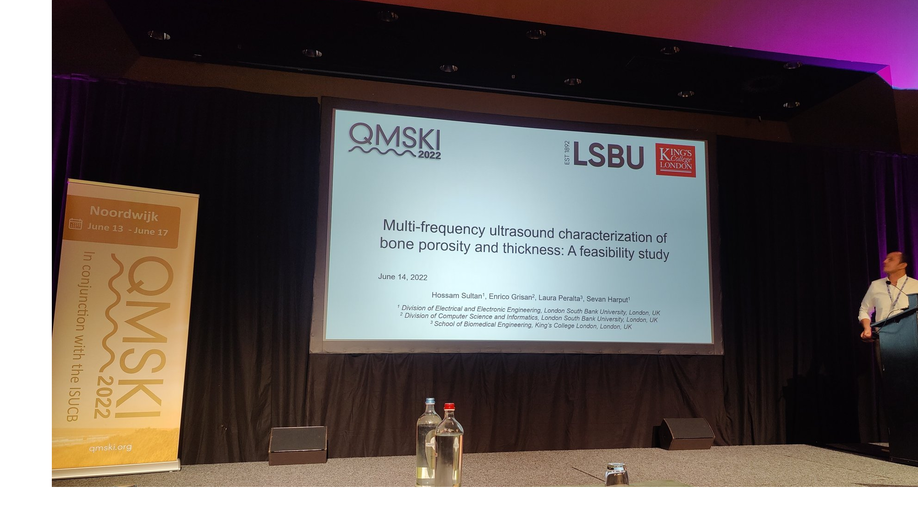 QMSKI
2022
EST 1892
LSBU
KING'S
College
LONDON
Multi-frequency ultrasound characterization of
bone porosity and thickness: A feasibility study
June 14, 2022
Hossam Sultan¹, Enrico Grisan², Laura Peralta³, Sevan Harput¹
¹ Division of Electrical and Electronic Engineering, London South Bank University, London, UK
² Division of Computer Science and Informatics, London South Bank University, London, UK
³ School of Biomedical Engineering, King's College London, London, UK
Noordwijk
June 13 - June 17
QMSKI
2022
In conjunction with the ISUCB
qmski.org